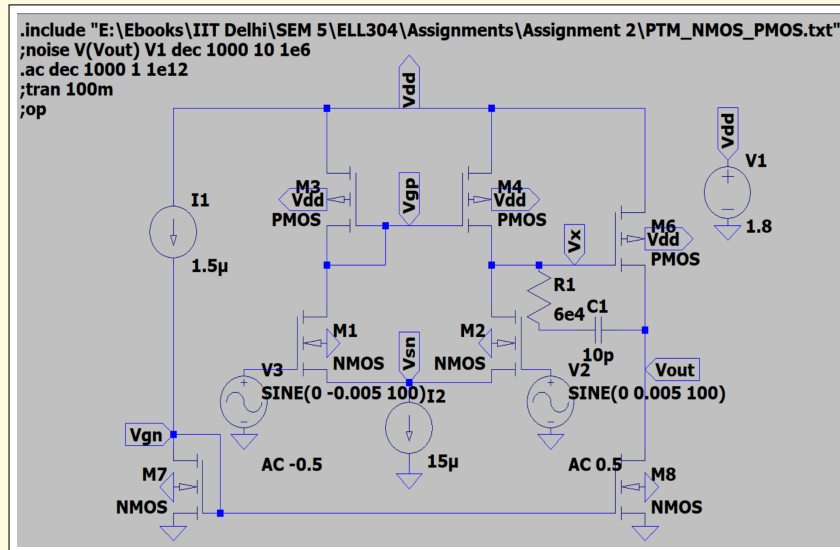 .include "E:\Ebooks\IIT Delhi\SEM 5\ELL304\Assignments\Assignment 2\PTM_NMOS_PMOS.txt"
;noise V(Vout) V1 dec 1000 10 1e6
.ac dec 1000 1 1e12
;tran 100m
;op
Vdd
Vdd
V1
1.8
I1
1.5µ
M3
Vdd
PMOS
Vgp
M4
Vdd
PMOS
Vx
M6
Vdd
PMOS
R1
6e4
C1
10p
M1
NMOS
Vsn
M2
NMOS
V3
SINE(0 -0.005 100)
AC -0.5
I2
15µ
V2
SINE(0 0.005 100)
AC 0.5
Vout
Vgn
M7
NMOS
M8
NMOS